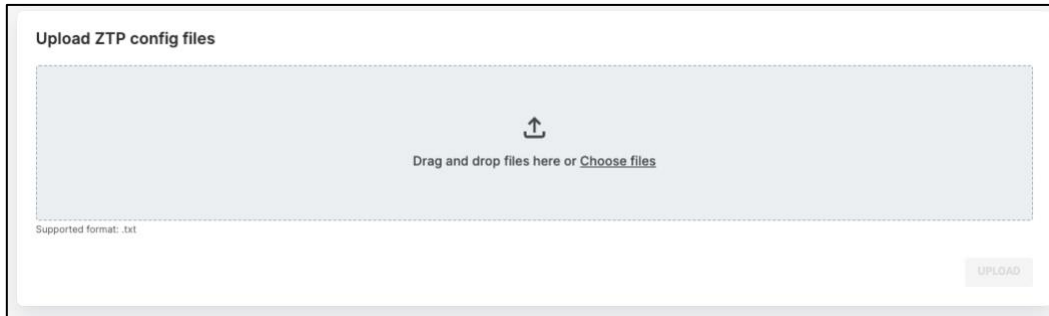 Upload ZTP config files
Drag and drop files here or Choose files
Supported format: .txt
UPLOAD